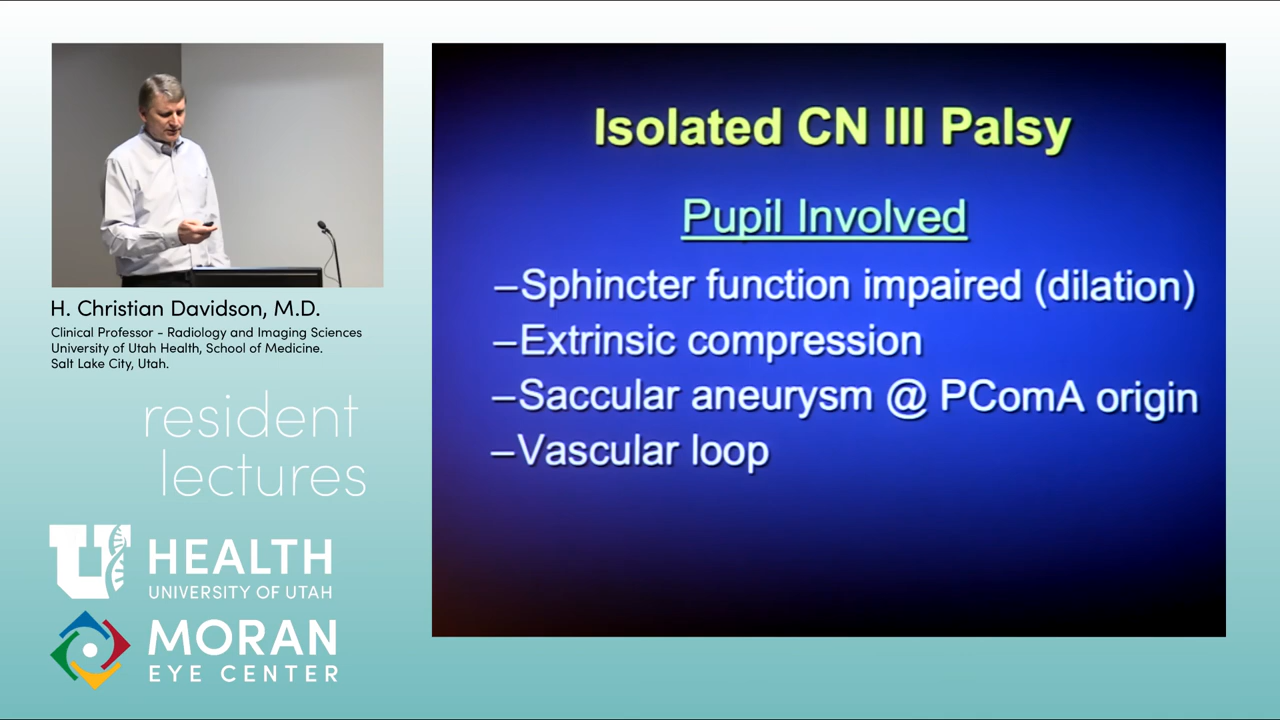 Isolated CN III Palsy
Pupil Involved
–Sphincter function impaired (dilation)
–Extrinsic compression
–Saccular aneurysm @ PComA origin
–Vascular loop
H. Christian Davidson, M.D.
Clinical Professor - Radiology and Imaging Sciences
University of Utah Health, School of Medicine.
Salt Lake City, Utah.
resident
lectures
U HEALTH
UNIVERSITY OF UTAH
MORAN
EYE CENTER